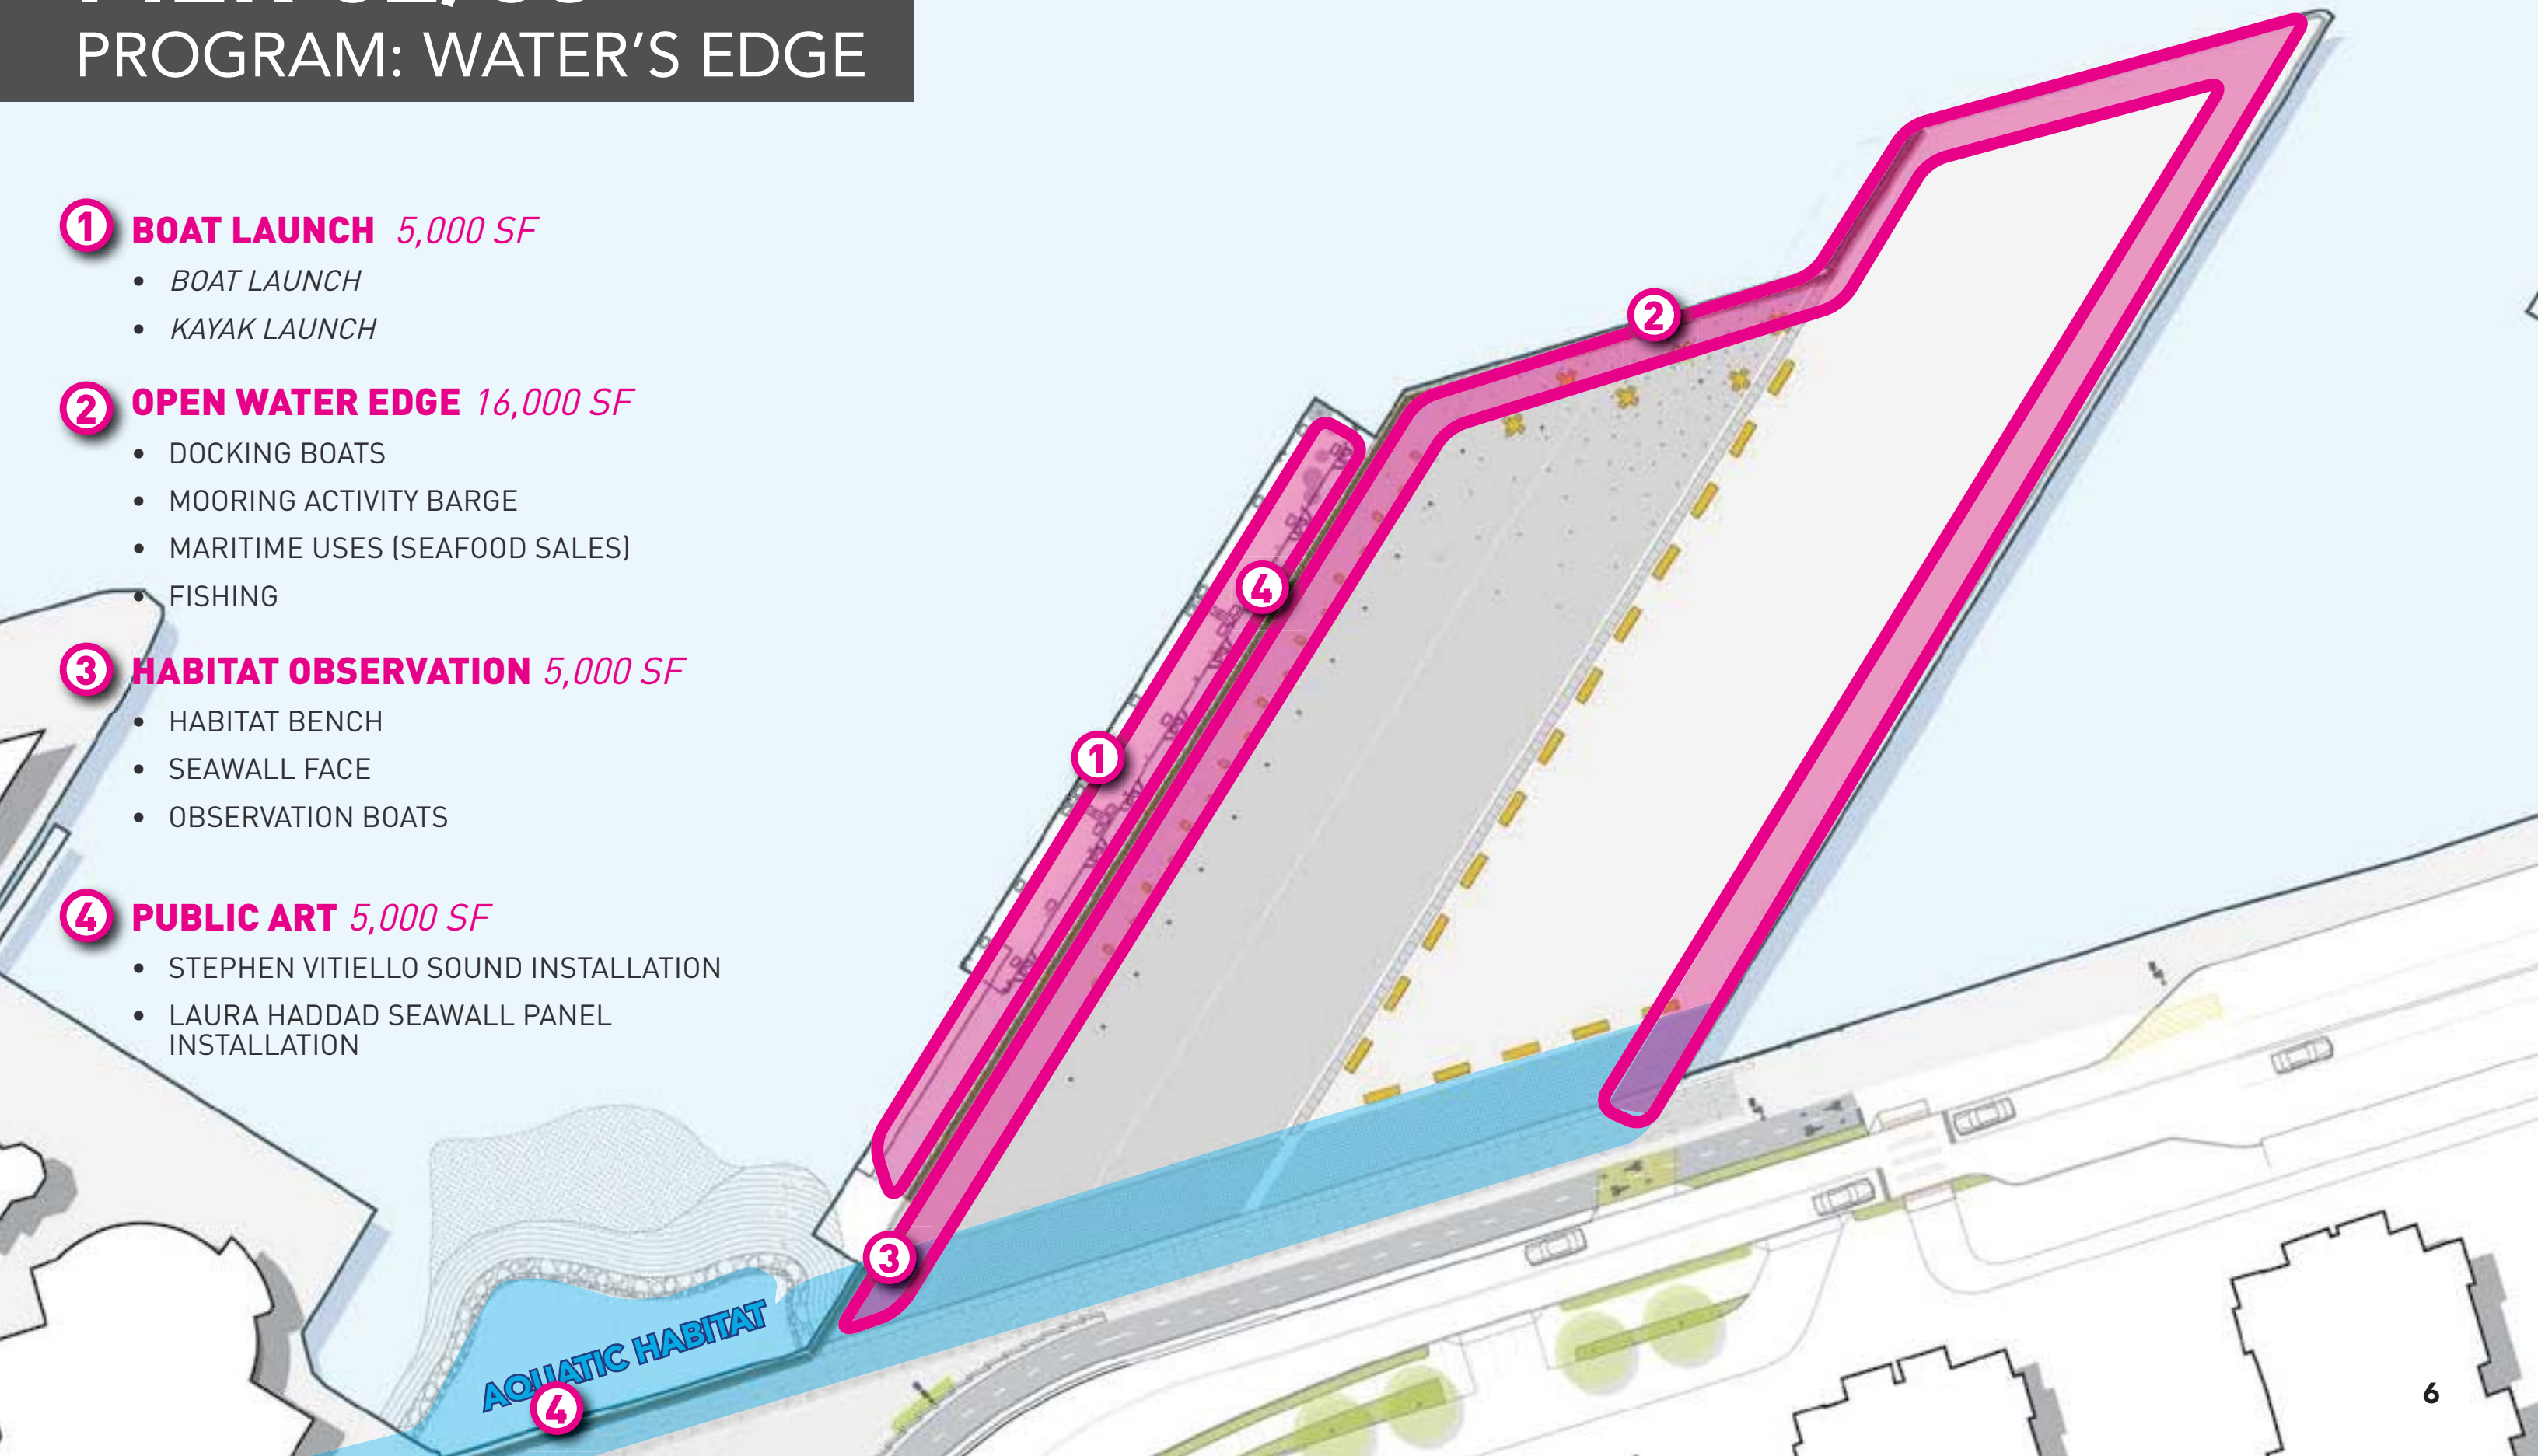 PROGRAM: WATER'S EDGE
1 BOAT LAUNCH 5,000 SF
• BOAT LAUNCH
• KAYAK LAUNCH
2 OPEN WATER EDGE 16,000 SF
• DOCKING BOATS
• MOORING ACTIVITY BARGE
• MARITIME USES (SEAFOOD SALES)
• FISHING
3 HABITAT OBSERVATION 5,000 SF
• HABITAT BENCH
• SEAWALL FACE
• OBSERVATION BOATS
4 PUBLIC ART 5,000 SF
• STEPHEN VITIELLO SOUND INSTALLATION
• LAURA HADDAD SEAWALL PANEL
INSTALLATION
2
4
1
3
AQUATIC HABITAT
4
6